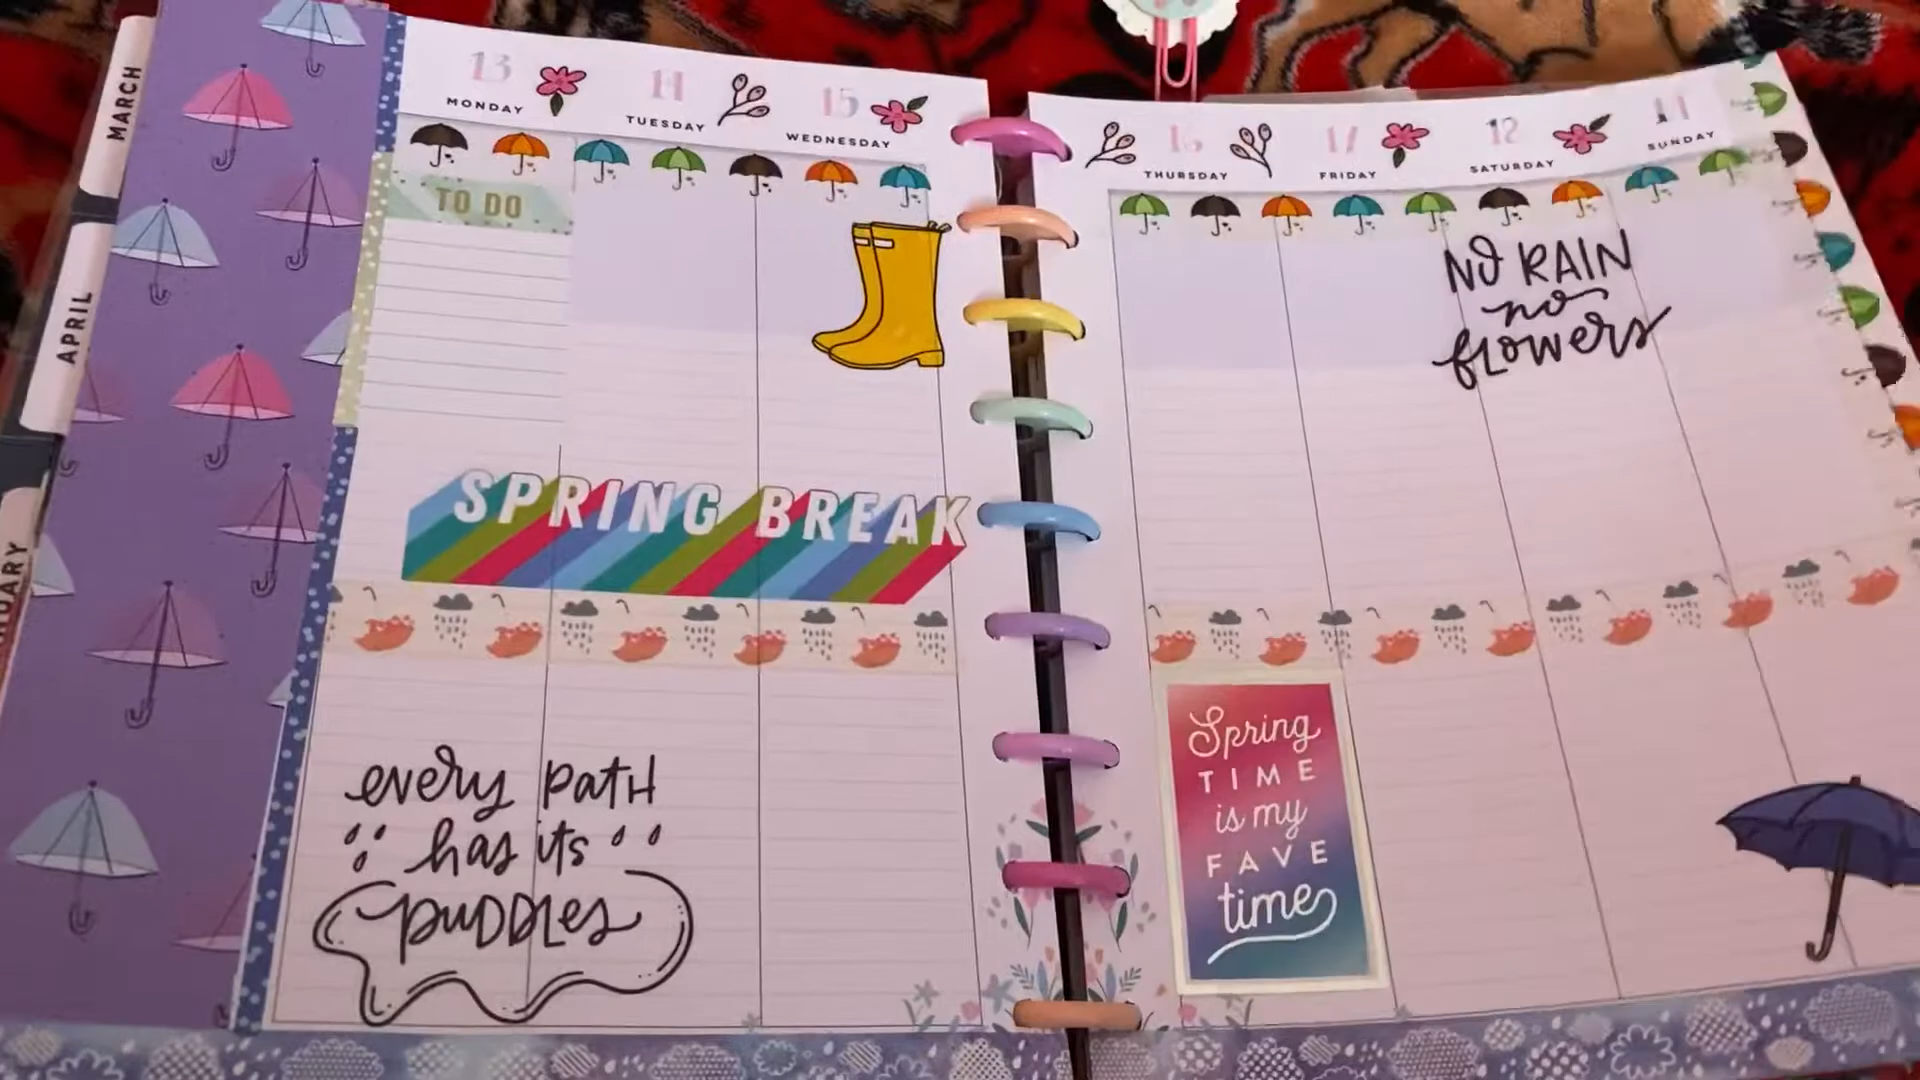 MARCH
APRIL
13
MONDAY
14
TUESDAY
15
WEDNESDAY
16
THURSDAY
17
FRIDAY
18
SATURDAY
SUNDAY
TO DO
NO RAIN
no
flowers
SPRING BREAK
every path
has its
puddles
Spring
TIME
is my
FAVE
time